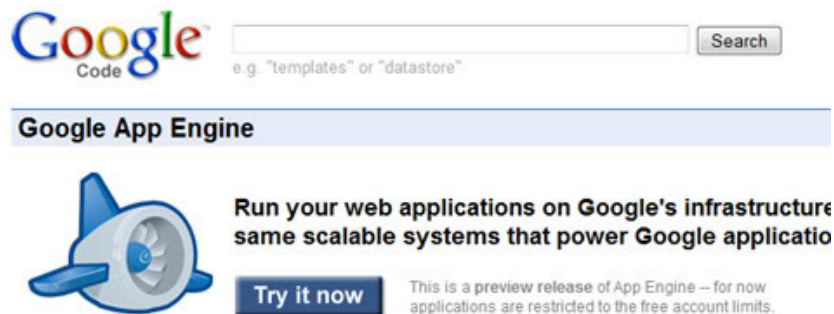 Google
Code
Search
e.g. "templates" or "datastore"
Google App Engine
Run your web applications on Google's infrastructure
same scalable systems that power Google applicatio
Try it now
This is a preview release of App Engine -- for now
applications are restricted to the free account limits.